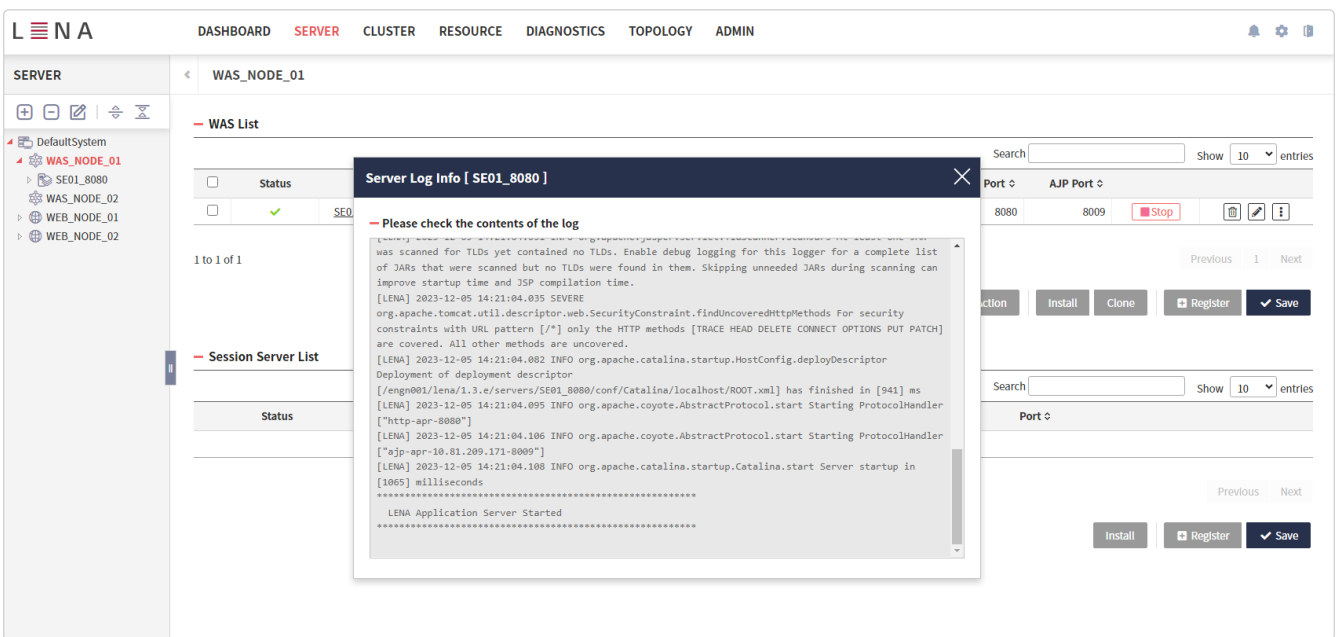 LENA
DASHBOARD SERVER CLUSTER RESOURCE DIAGNOSTICS TOPOLOGY ADMIN
SERVER
WAS_NODE_01
DefaultSystem
WAS_NODE_01
SE01_8080
WAS_NODE_02
WEB_NODE_01
WEB_NODE_02
WAS List
Search
Show 10 entries
Status
Port
AJP Port
SE0
8080
8009
Stop
1 to 1 of 1
Previous 1 Next
Install
Clone
Register
Save
Session Server List
Search
Show 10 entries
Status
Port
Previous Next
Install
Register
Save
Server Log Info [ SE01_8080 ]
Please check the contents of the log
was scanned for TLDs yet contained no TLDs. Enable debug logging for this logger for a complete list
of JARs that were scanned but no TLDs were found in them. Skipping unneeded JARs during scanning can
improve startup time and JSP compilation time.
[LENA] 2023-12-05 14:21:04.035 SEVERE
org.apache.tomcat.util.descriptor.web.SecurityConstraint.findUncoveredHttpMethods For security
constraints with URL pattern [/*] only the HTTP methods [TRACE HEAD DELETE CONNECT OPTIONS PUT PATCH]
are covered. All other methods are uncovered.
[LENA] 2023-12-05 14:21:04.082 INFO org.apache.catalina.startup.HostConfig.deployDescriptor
Deployment of deployment descriptor
[/engn001/lena/1.3.e/servers/SE01_8080/conf/Catalina/localhost/ROOT.xml] has finished in [941] ms
[LENA] 2023-12-05 14:21:04.095 INFO org.apache.coyote.AbstractProtocol.start Starting ProtocolHandler
["http-apr-8080"]
[LENA] 2023-12-05 14:21:04.106 INFO org.apache.coyote.AbstractProtocol.start Starting ProtocolHandler
["ajp-apr-10.81.209.171-8009"]
[LENA] 2023-12-05 14:21:04.108 INFO org.apache.catalina.startup.Catalina.start Server startup in
[1065] milliseconds
*********************************************************
LENA Application Server Started
*********************************************************